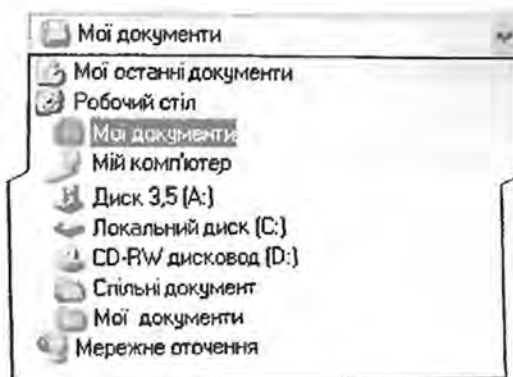 Мої документи
Мої останні документи
Робочий стіл
Мої документи
Мій комп'ютер
Диск 3,5 (А:)
Локальний диск (C:)
CD-RW дисковод (D:)
Спільні документ
Мої документи
Мережне оточення